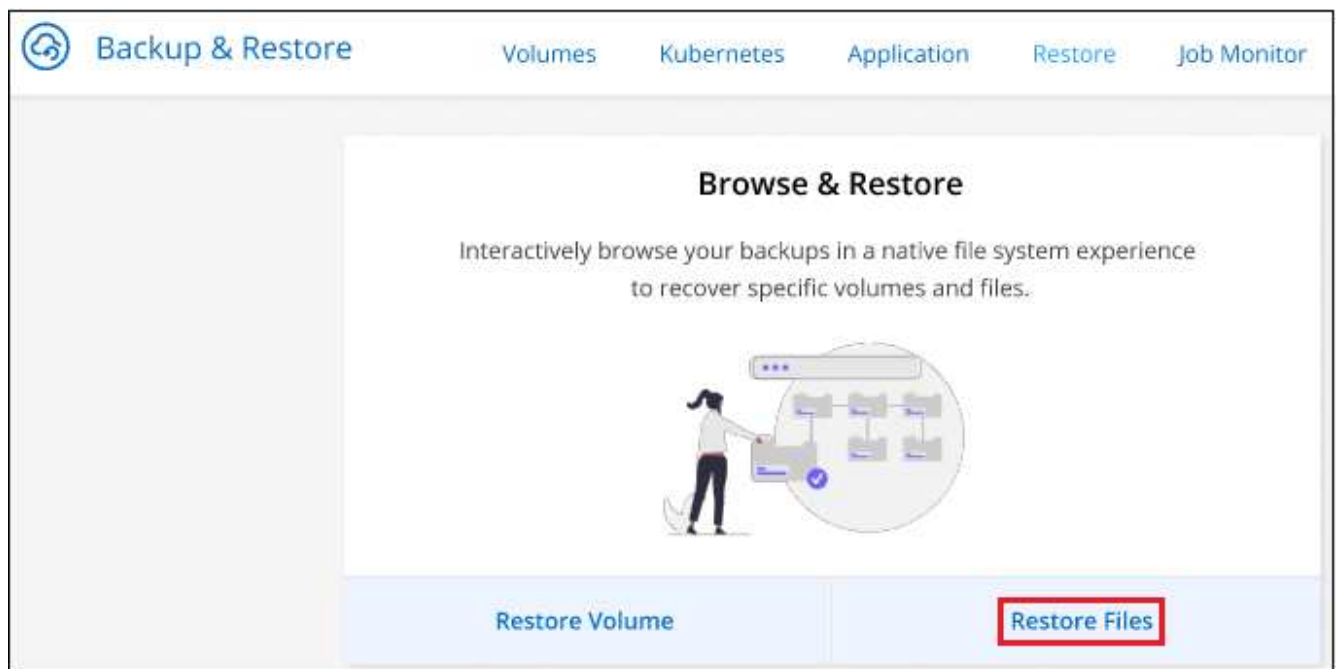 Backup & Restore Volumes Kubernetes Application Restore Job Monitor
Browse & Restore
Interactively browse your backups in a native file system experience
to recover specific volumes and files.
Restore Volume Restore Files